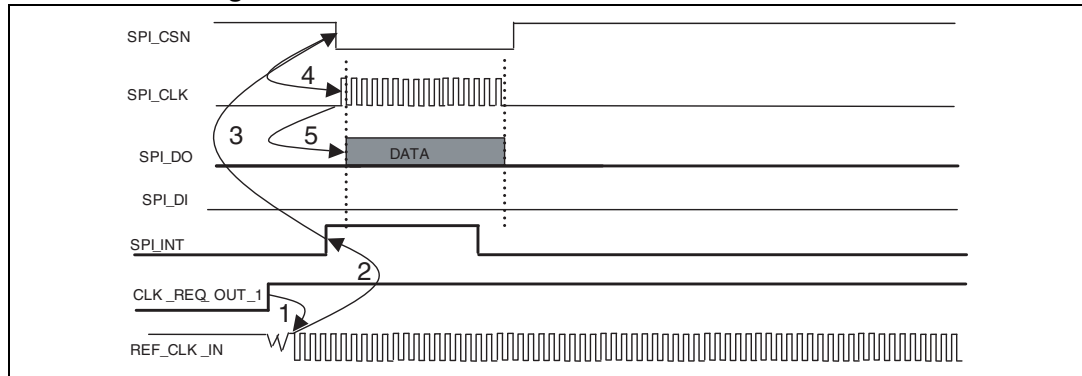 SPI_CSN
4
SPI_CLK
3
5
SPI_DO
DATA
SPI_DI
SPI_INT
2
CLK_REQ_OUT_1
1
REF_CLK_IN